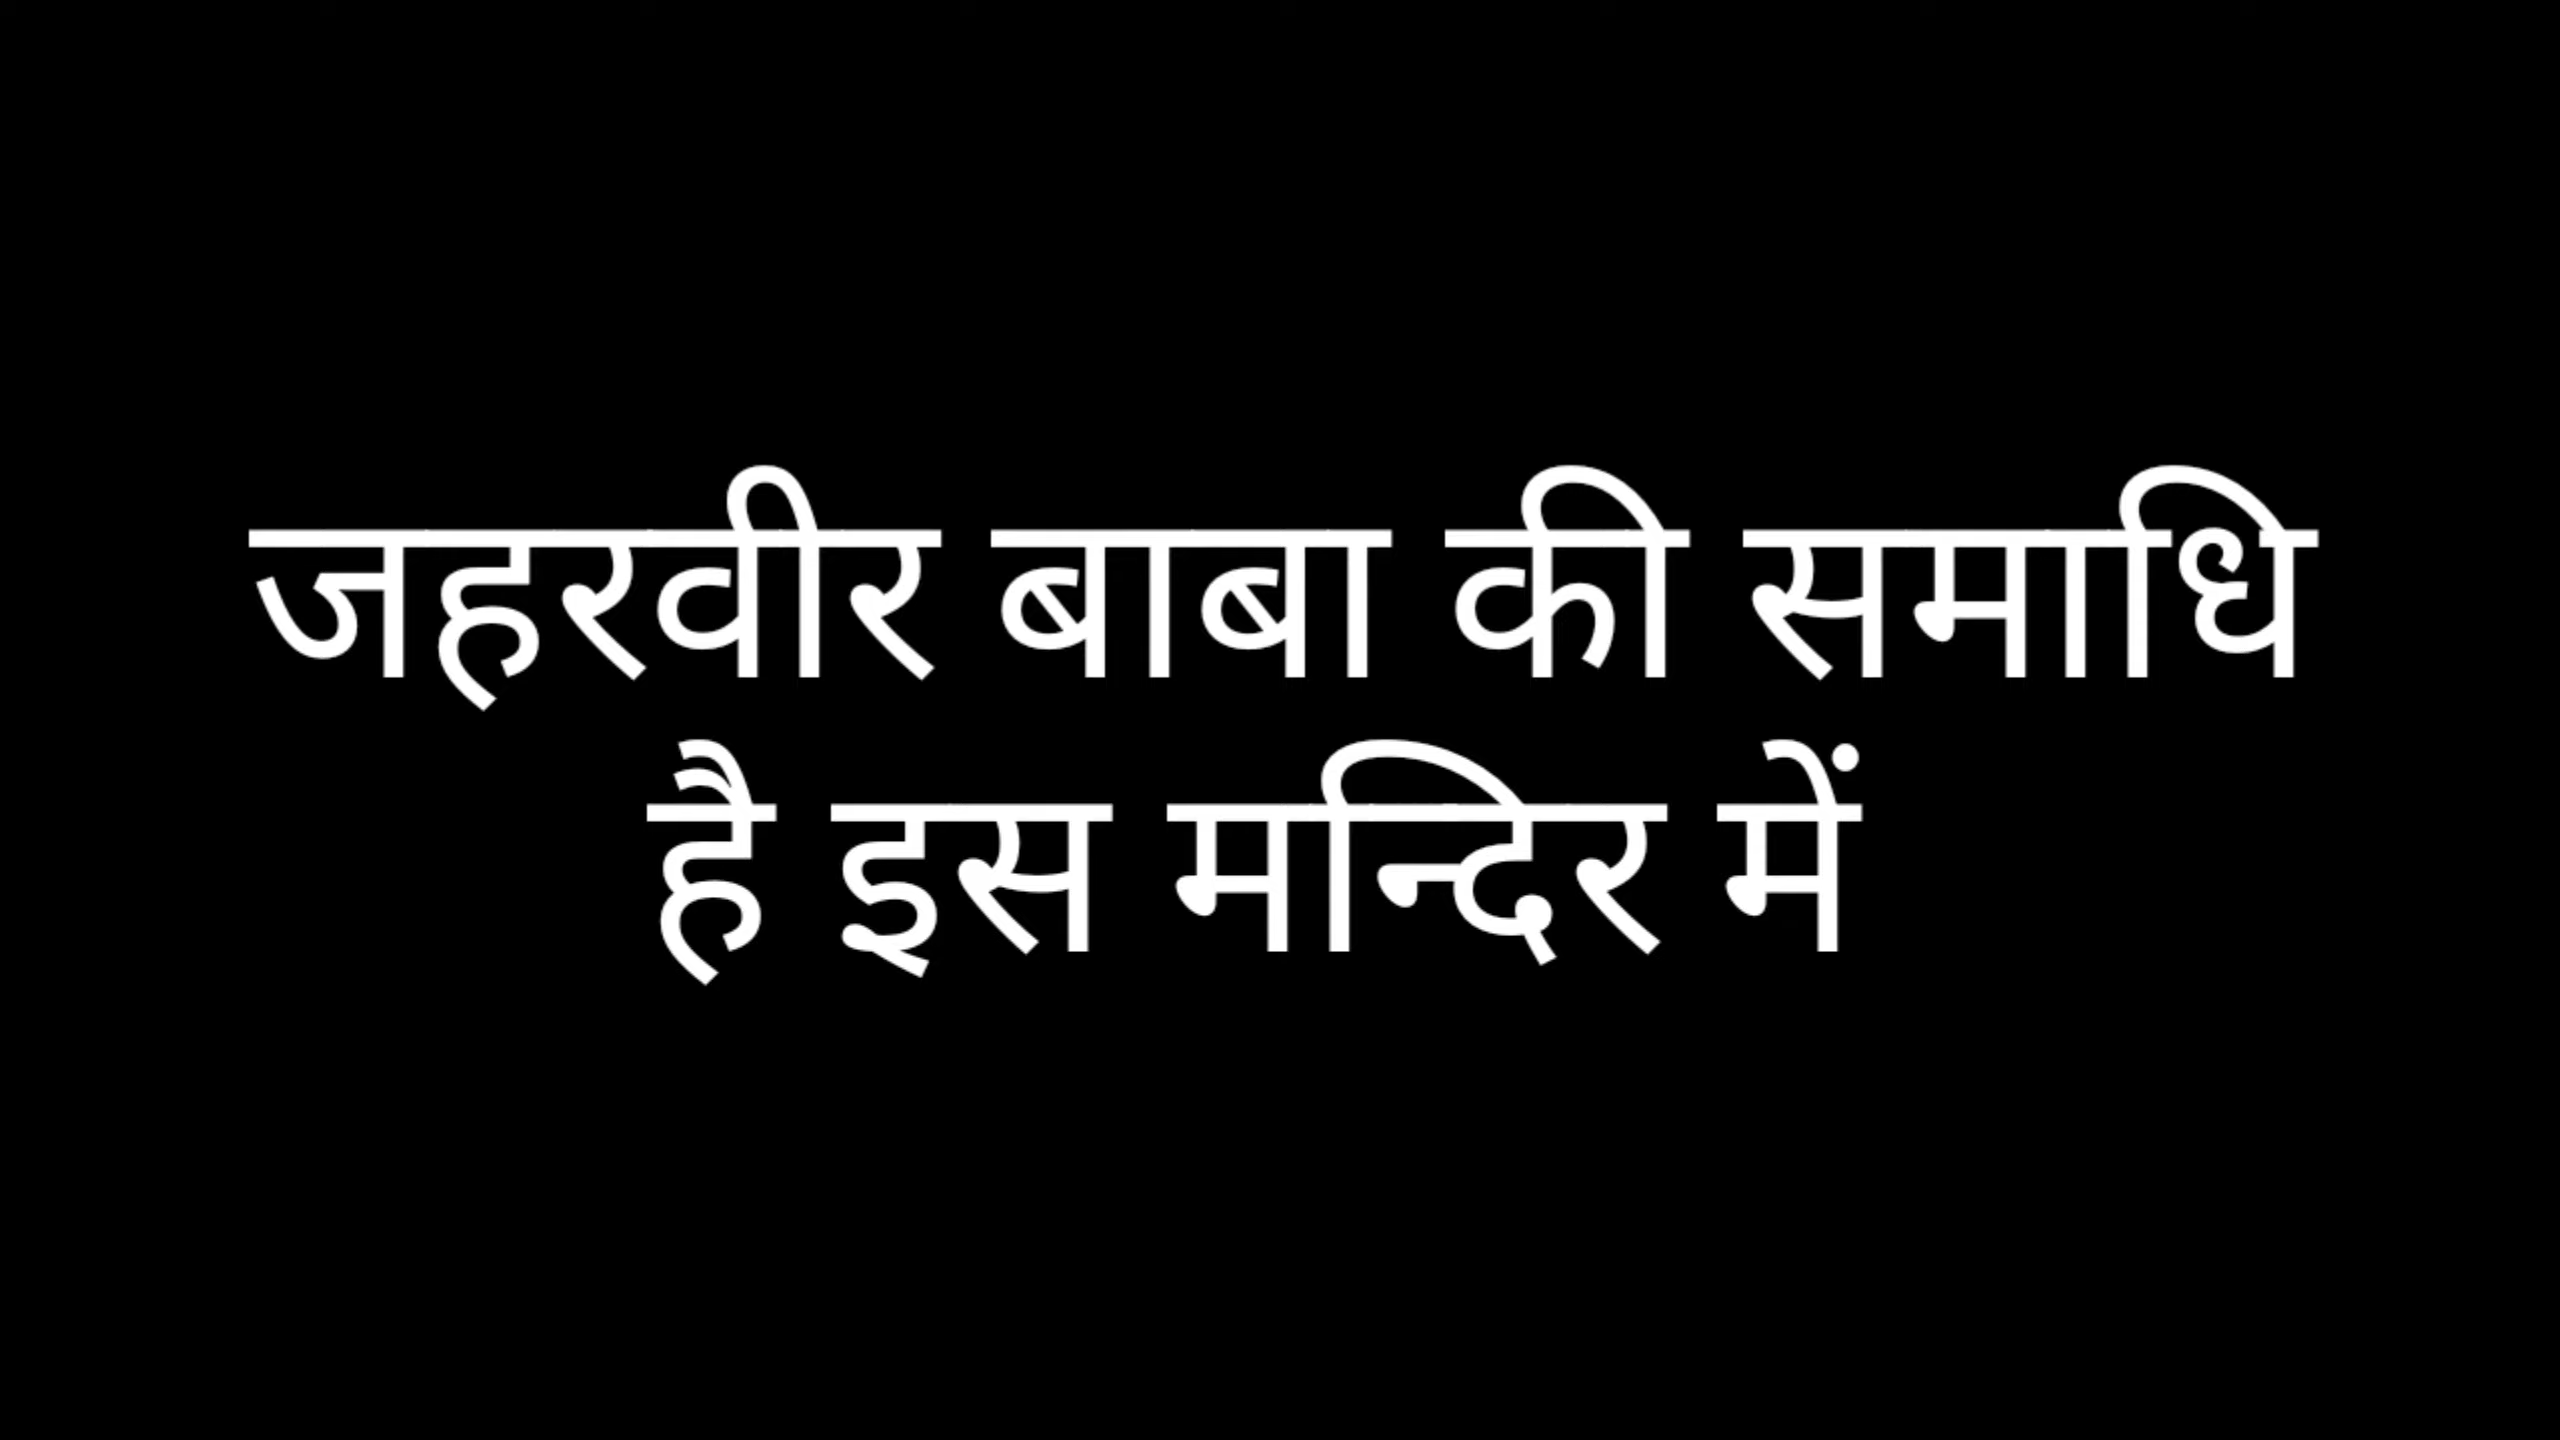 जहरवीर बाबा की समाधि
है इस मन्दिर में